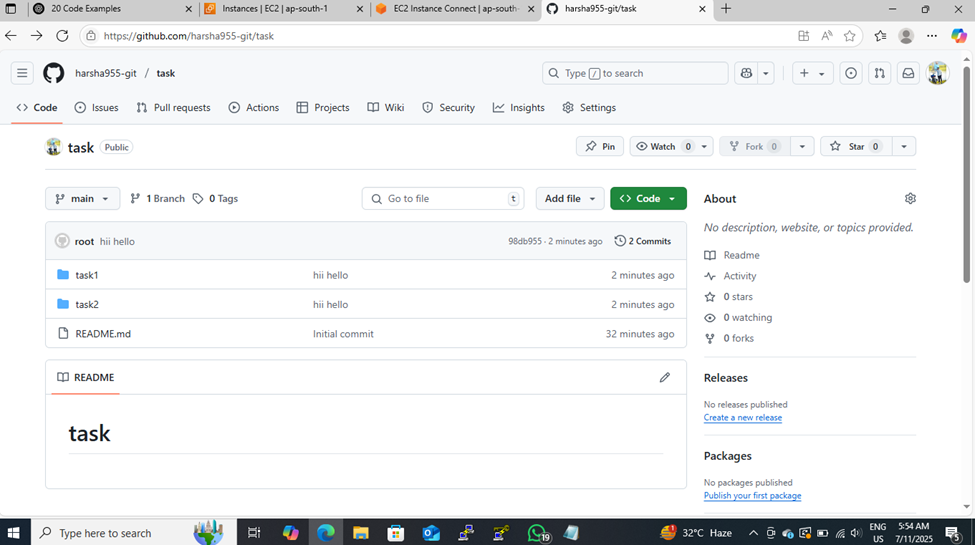 20 Code Examples
Instances | EC2 | ap-south-1
EC2 Instance Connect | ap-south-
harsha955-git/task
https://github.com/harsha955-git/task
harsha955-git / task
Type / to search
Code
Issues
Pull requests
Actions
Projects
Wiki
Security
Insights
Settings
task Public
Pin
Watch 0
Fork 0
Star 0
main
1 Branch
0 Tags
Go to file t
Add file
Code
root hii hello 98db955 · 2 minutes ago 2 Commits
task1 hii hello 2 minutes ago
task2 hii hello 2 minutes ago
README.md Initial commit 32 minutes ago
README
task
About
No description, website, or topics provided.
Readme
Activity
0 stars
0 watching
0 forks
Releases
No releases published
Create a new release
Packages
No packages published
Publish your first package
Type here to search
19
32°C Haze
ENG
US
5:54 AM
7/11/2025
5